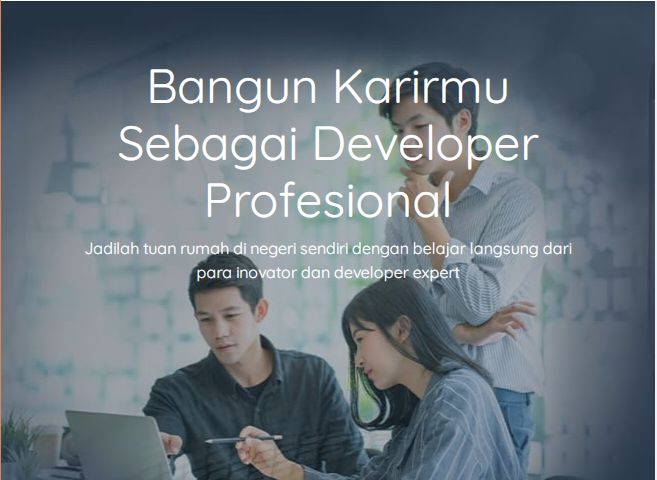 Bangun Karirmu
Sebagai Developer
Profesional
Jadilah tuan rumah di negeri sendiri dengan belajar langsung dari
para inovator dan developer expert